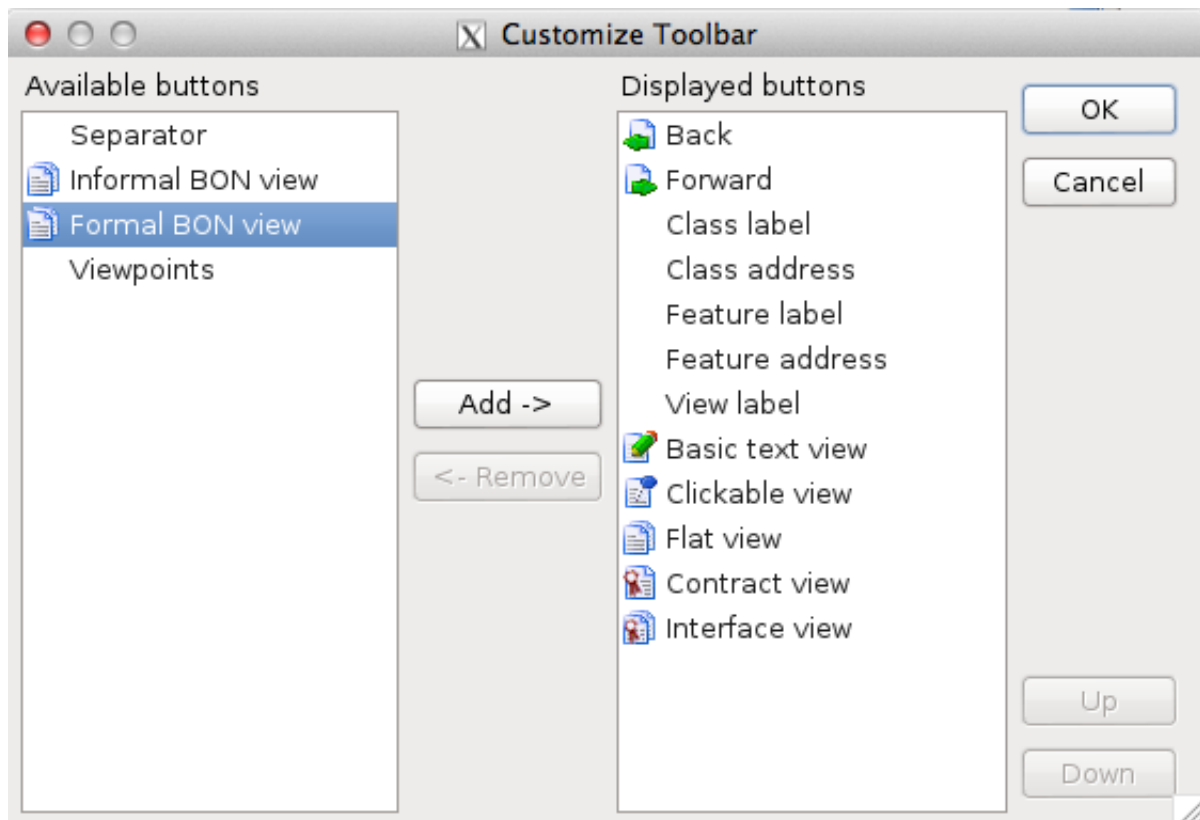 Customize Toolbar
Available buttons
Separator
Informal BON view
Formal BON view
Viewpoints
Add ->
<- Remove
Displayed buttons
Back
Forward
Class label
Class address
Feature label
Feature address
View label
Basic text view
Clickable view
Flat view
Contract view
Interface view
OK
Cancel
Up
Down